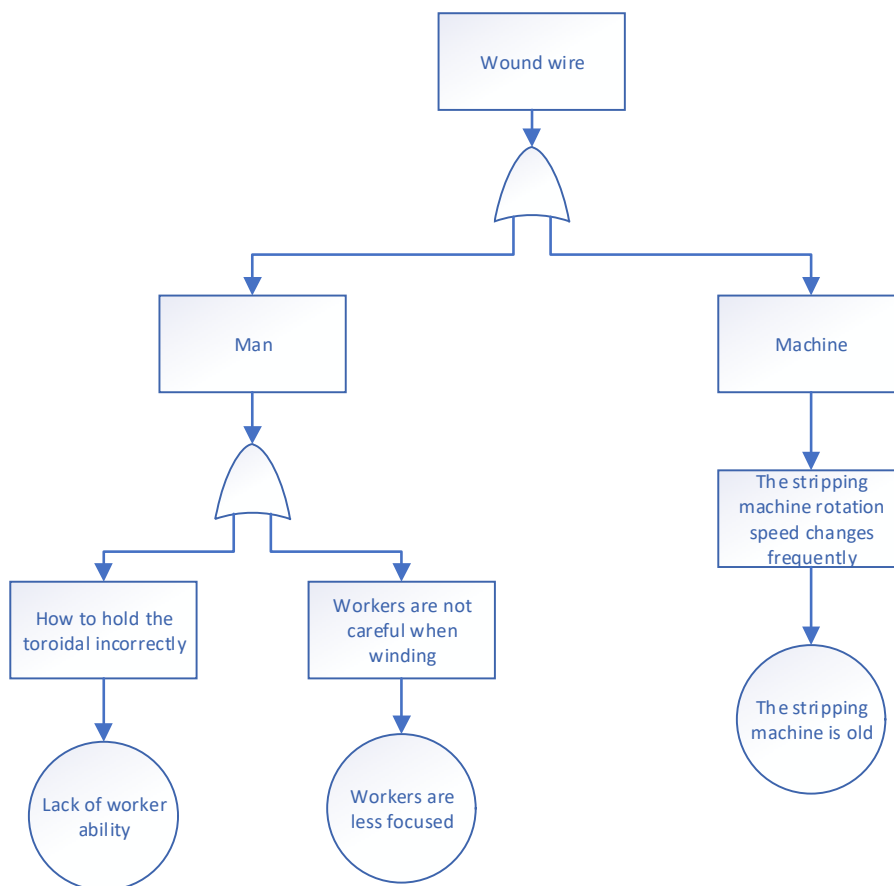 Wound wire
Man
Machine
The stripping
machine rotation
speed changes
frequently
How to hold the
toroidal incorrectly
Workers are not
careful when
winding
The stripping
machine is old
Lack of worker
ability
Workers are
less focused